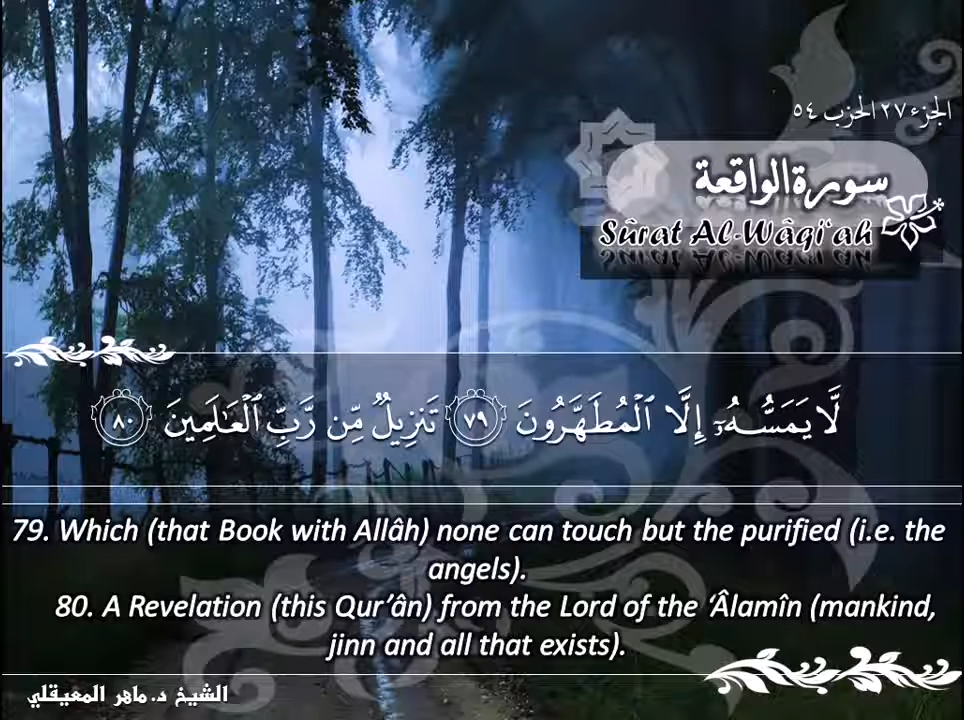 الجزء ٢٧ الحزب ٥٤
سورة الواقعة
Sûrat Al-Wâqi‘ah
لَّا يَمَسُّهُۥٓ إِلَّا ٱلْمُطَهَّرُونَ ٧٩ تَنزِيلٌ مِّن رَّبِّ ٱلْعَٰلَمِينَ ٨٠
79. Which (that Book with Allâh) none can touch but the purified (i.e. the
angels).
80. A Revelation (this Qur’ân) from the Lord of the ‘Âlamîn (mankind,
jinn and all that exists).
الشيخ د. ماهر المعيقلي